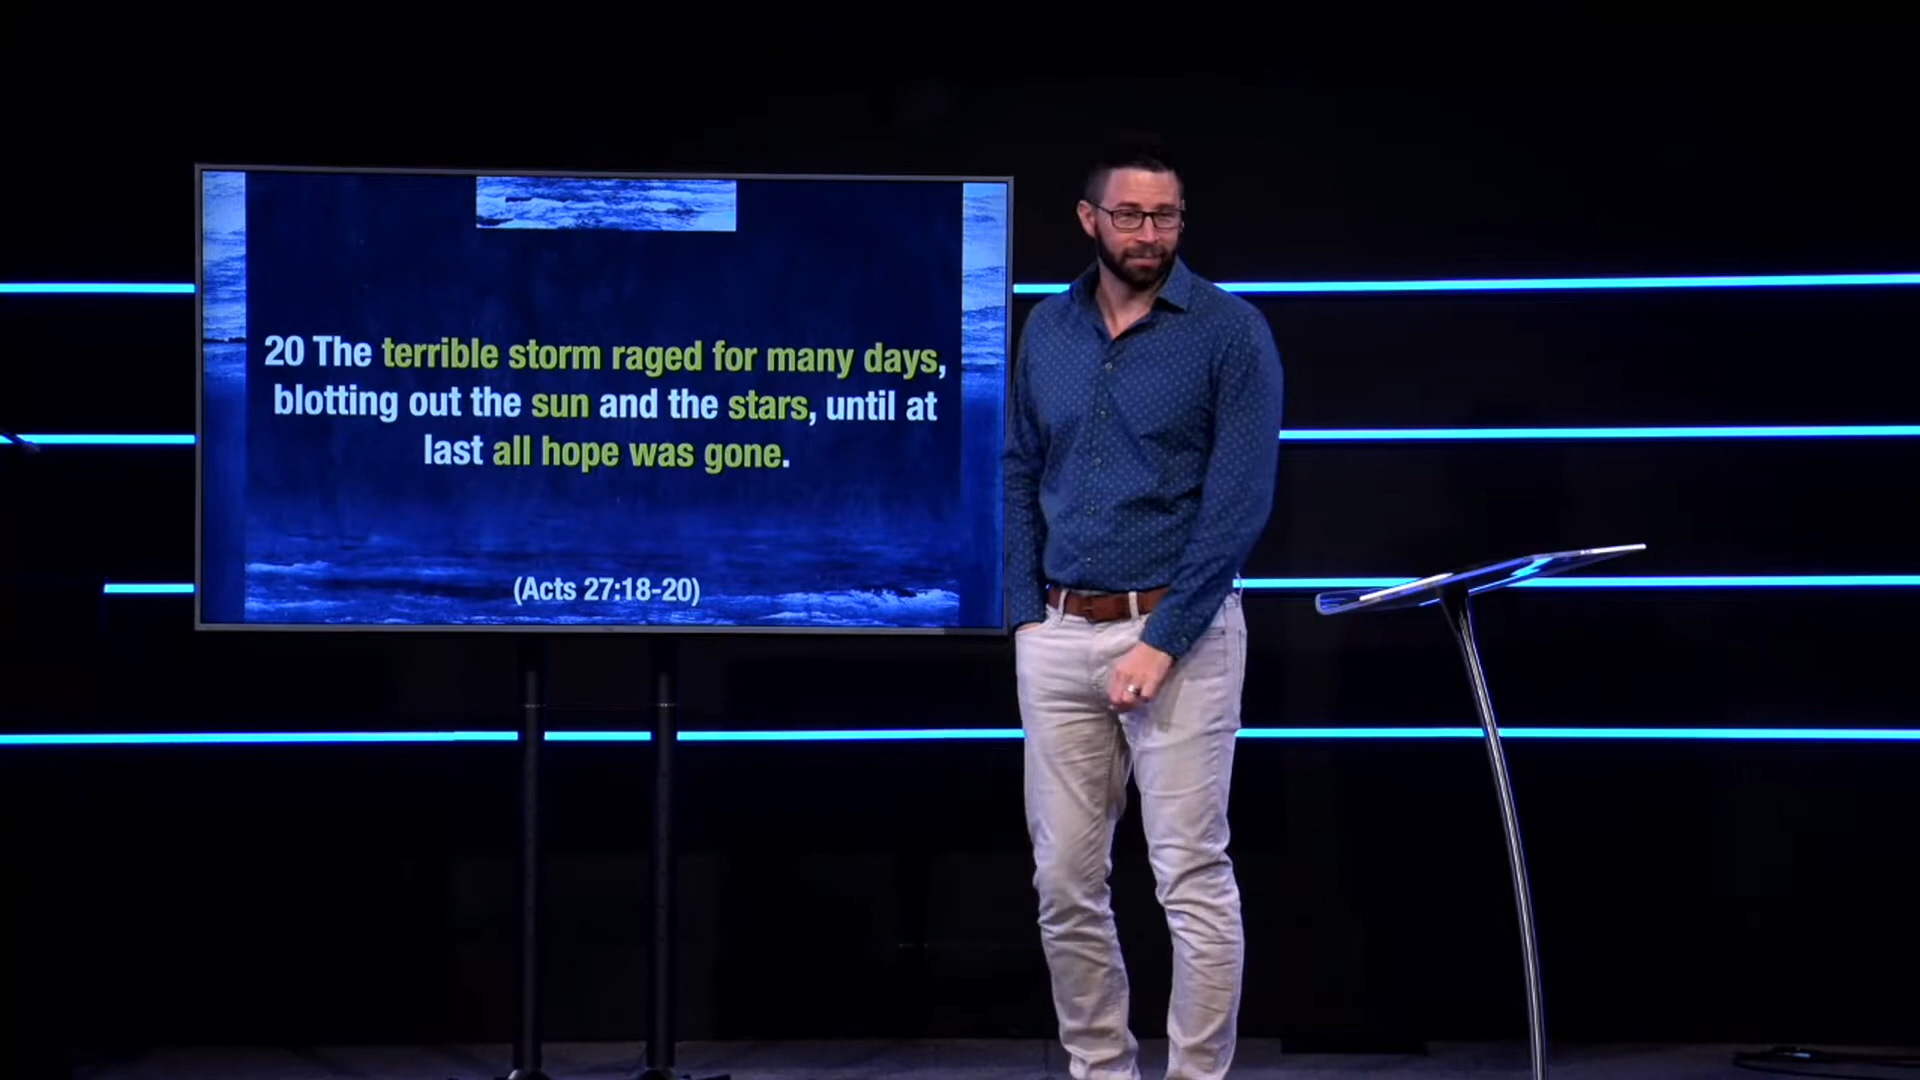 20 The terrible storm raged for many days,
blotting out the sun and the stars, until at
last all hope was gone.
(Acts 27:18-20)